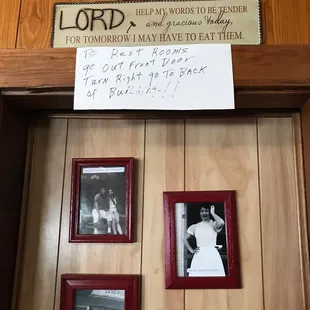 LORD, HELP MY WORDS TO BE TENDER
and gracious Today,
FOR TOMORROW I MAY HAVE TO EAT THEM.
To Rest Rooms
go Out Front Door
Turn Right go To BACK
of Building!!!